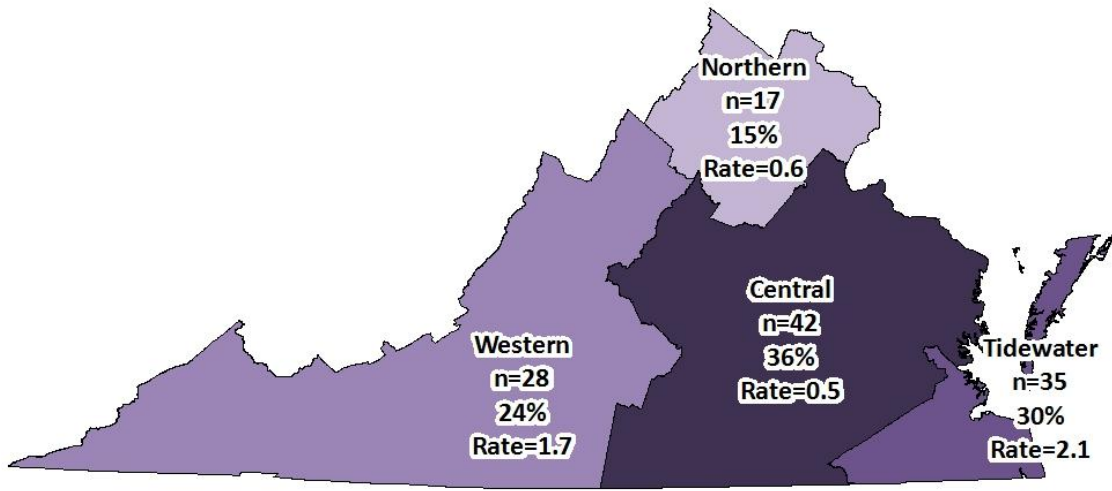 Northern
n=17
15%
Rate=0.6
Central
n=42
36%
Rate=0.5
Western
n=28
24%
Rate=1.7
Tidewater
n=35
30%
Rate=2.1